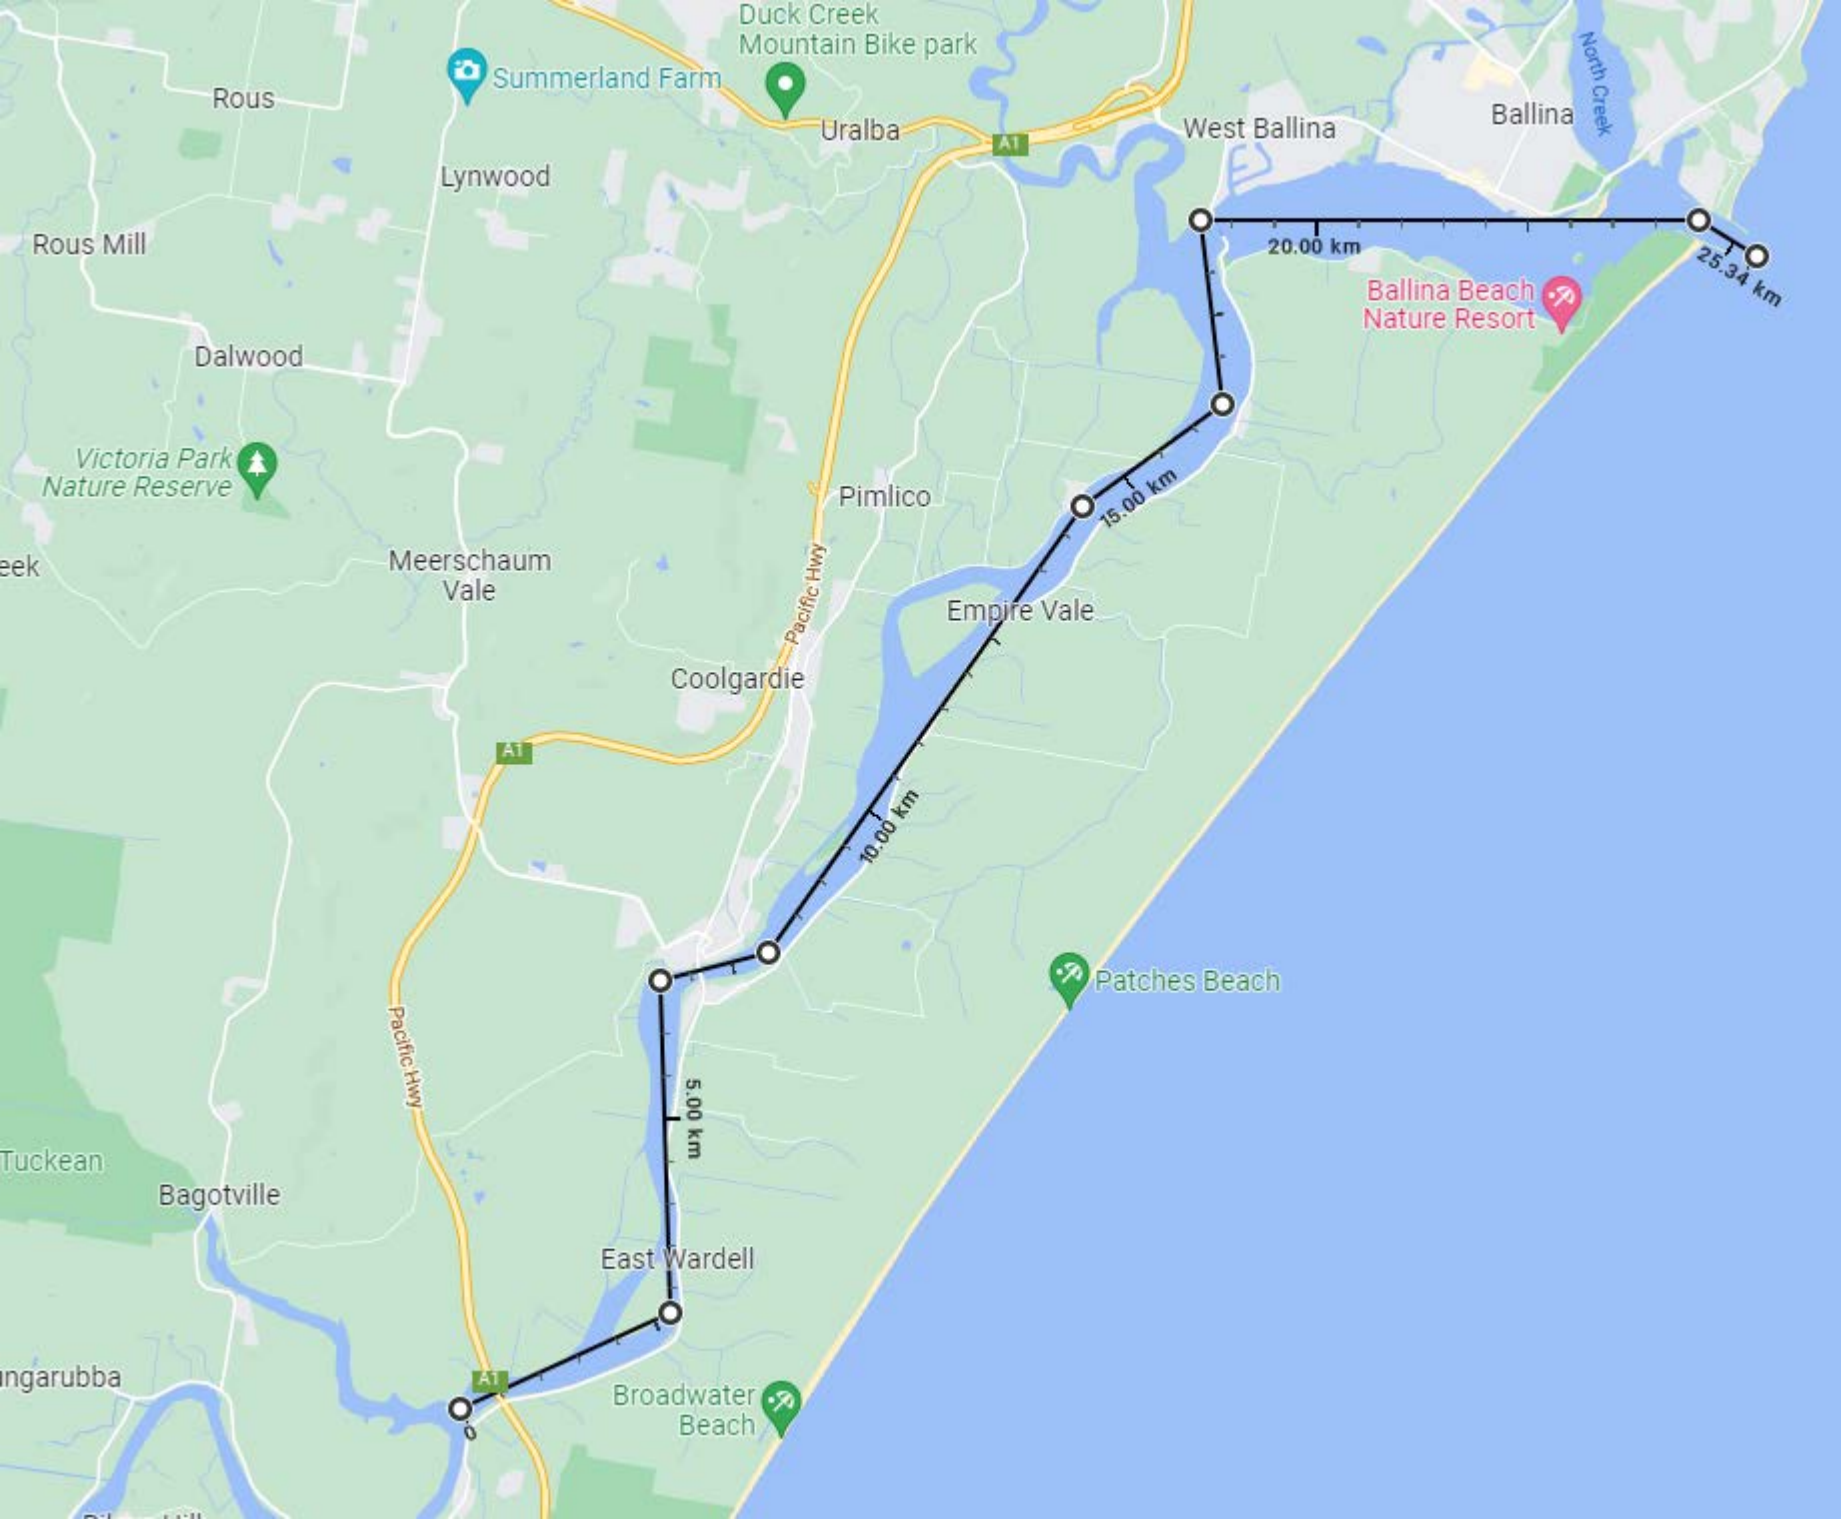 Duck Creek
Mountain Bike park
North Creek
Summerland Farm
Rous
Ballina
West Ballina
Uralba
A1
Lynwood
Rous Mill
20.00 km
25.34 km
Ballina Beach
Nature Resort
Dalwood
Victoria Park
Nature Reserve
Pimlico
15.00 km
eek
Meerschaum
Vale
Pacific Hwy
Empire Vale
Coolgardie
A1
10.00 km
Patches Beach
Pacific Hwy
5.00 km
Tuckean
Bagotville
East Wardell
ngarubba
A1
Broadwater
Beach
0